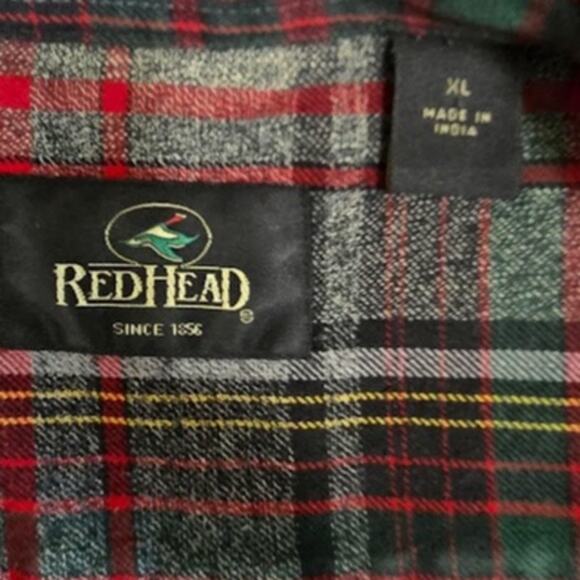 XL
MADE IN
INDIA
REDHEAD®
SINCE 1856